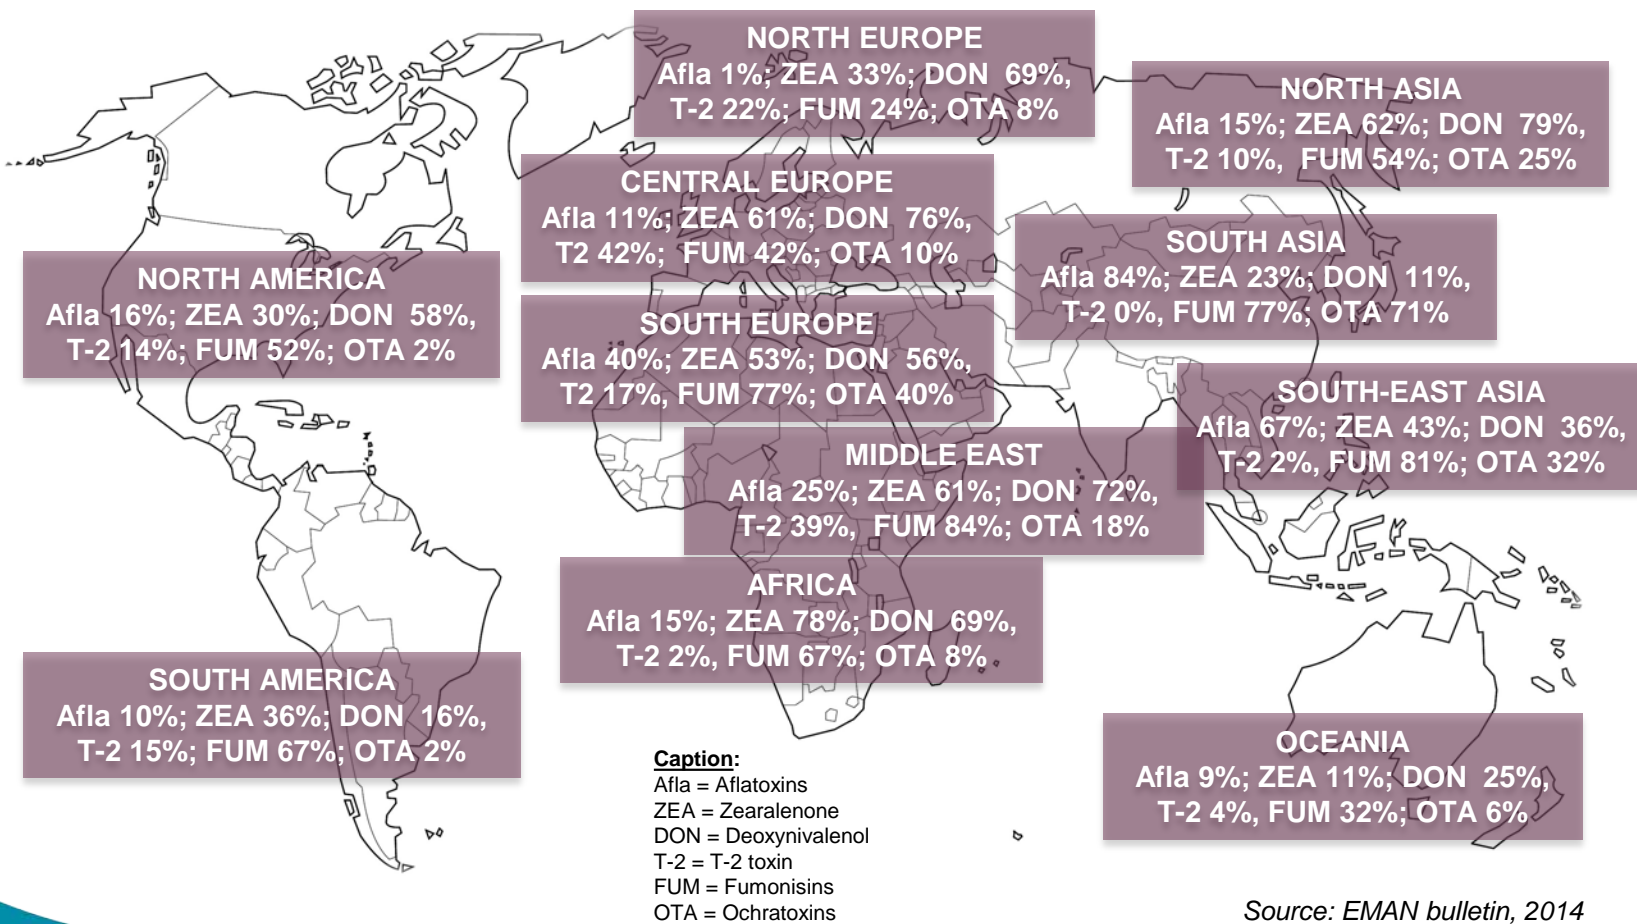 NORTH EUROPE
Afla 1%; ZEA 33%; DON  69%,
T-2 22%; FUM 24%; OTA 8%
NORTH ASIA
Afla 15%; ZEA 62%; DON  79%,
T-2 10%,  FUM 54%; OTA 25%
CENTRAL EUROPE
Afla 11%; ZEA 61%; DON  76%,
T2 42%;  FUM 42%; OTA 10%
SOUTH ASIA
Afla 84%; ZEA 23%; DON  11%,
T-2 0%, FUM 77%; OTA 71%
NORTH AMERICA
Afla 16%; ZEA 30%; DON  58%,
T-2 14%; FUM 52%; OTA 2%
SOUTH EUROPE
Afla 40%; ZEA 53%; DON  56%,
T2 17%, FUM 77%; OTA 40%
SOUTH-EAST ASIA
Afla 67%; ZEA 43%; DON  36%,
T-2 2%, FUM 81%; OTA 32%
MIDDLE EAST
Afla 25%; ZEA 61%; DON  72%,
T-2 39%,  FUM 84%; OTA 18%
AFRICA
Afla 15%; ZEA 78%; DON  69%,
T-2 2%, FUM 67%; OTA 8%
SOUTH AMERICA
Afla 10%; ZEA 36%; DON  16%,
T-2 15%; FUM 67%; OTA 2%
OCEANIA
Afla 9%; ZEA 11%; DON  25%,
T-2 4%, FUM 32%; OTA 6%
Caption:
Afla = Aflatoxins
ZEA = Zearalenone
DON = Deoxynivalenol
T-2 = T-2 toxin
FUM = Fumonisins
OTA = Ochratoxins
Source: EMAN bulletin, 2014